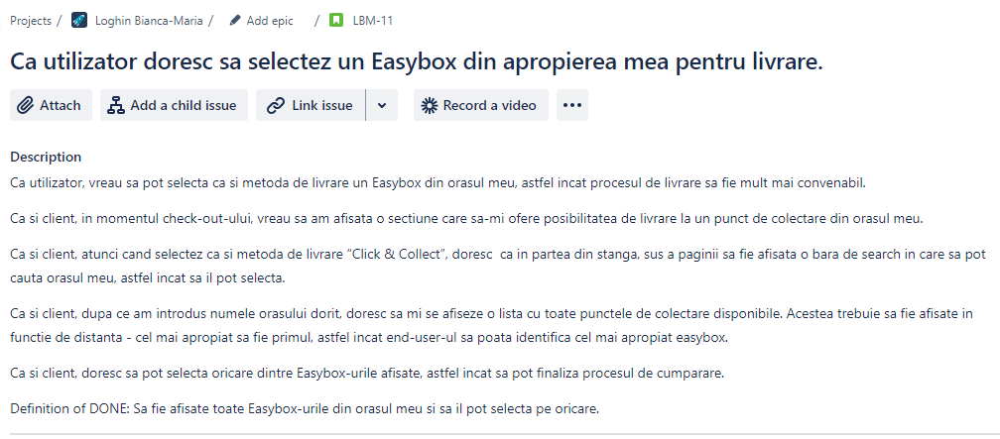 Projects / Loghin Bianca-Maria / Add epic / LBM-11
Ca utilizator doresc sa selectez un Easybox din apropierea mea pentru livrare.
Attach Add a child issue Link issue Record a video
Description
Ca utilizator, vreau sa pot selecta ca si metoda de livrare un Easybox din orasul meu, astfel incat procesul de livrare sa fie mult mai convenabil.
Ca si client, in momentul check-out-ului, vreau sa am afisata o sectiune care sa-mi ofere posibilitatea de livrare la un punct de colectare din orasul meu.
Ca si client, atunci cand selectez ca si metoda de livrare “Click & Collect”, doresc ca in partea din stanga, sus a paginii sa fie afisata o bara de search in care sa pot
cauta orasul meu, astfel incat sa il pot selecta.
Ca si client, dupa ce am introdus numele orasului dorit, doresc sa mi se afiseze o lista cu toate punctele de colectare disponibile. Acestea trebuie sa fie afisate in
functie de distanta - cel mai apropiat sa fie primul, astfel incat end-user-ul sa poata identifica cel mai apropiat easybox.
Ca si client, doresc sa pot selecta oricare dintre Easybox-urile afisate, astfel incat sa pot finaliza procesul de cumparare.
Definition of DONE: Sa fie afisate toate Easybox-urile din orasul meu si sa il pot selecta pe oricare.